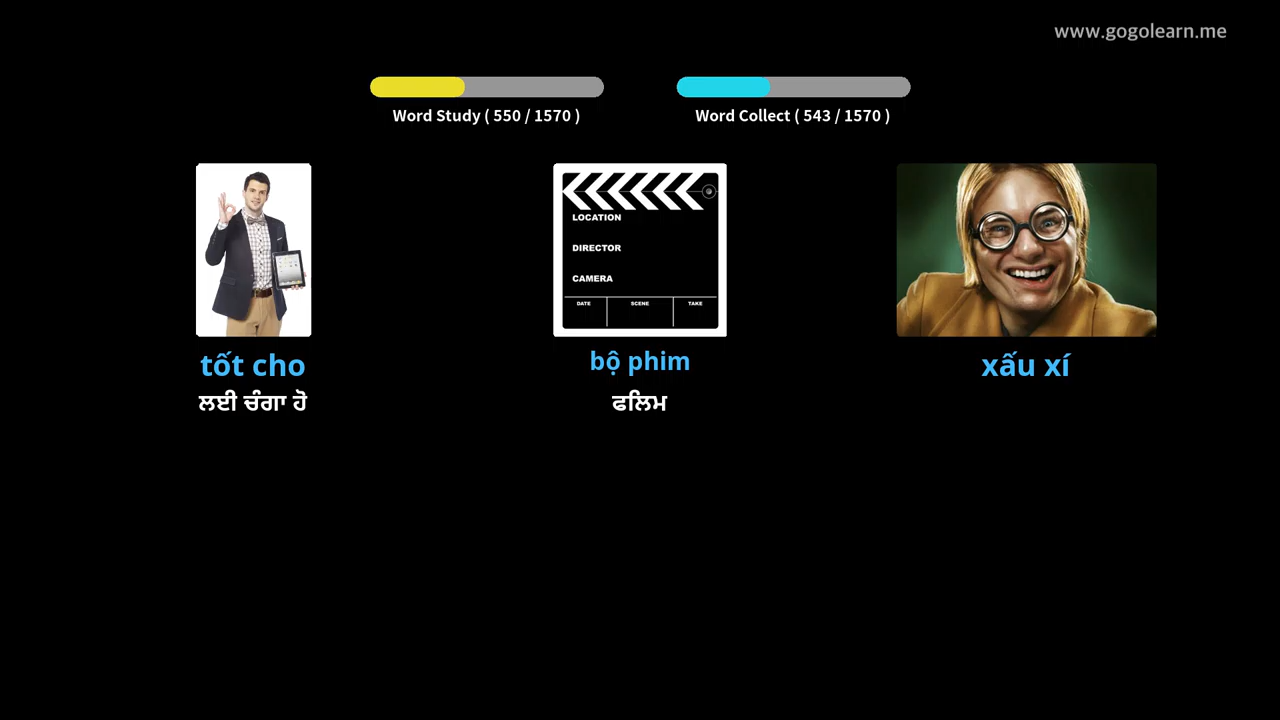 www.gogolearn.me
Word Study ( 550 / 1570 )
Word Collect ( 543 / 1570 )
LOCATION
DIRECTOR
CAMERA
DATE SCENE TAKE
tốt cho
ਲਈ ਚੰਗਾ ਹੋ
bộ phim
ਫਲਿਮ
xấu xí